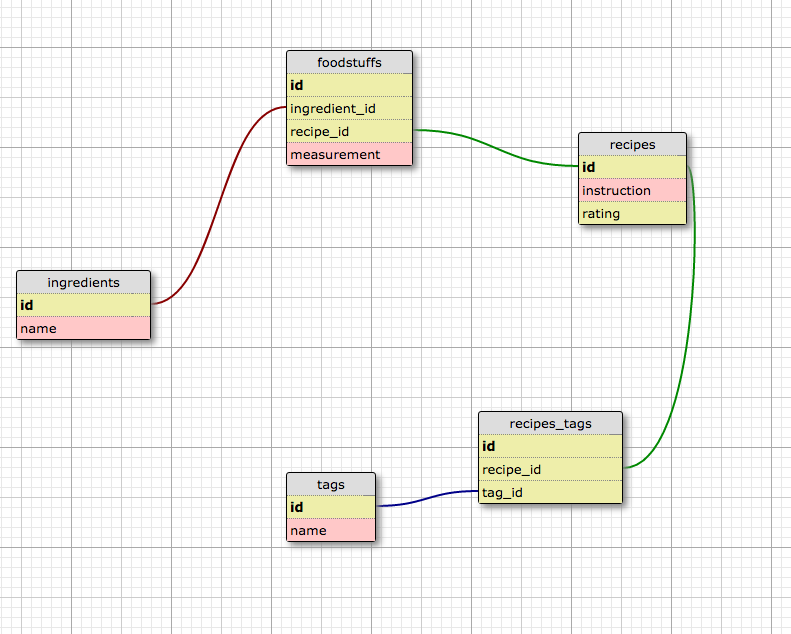 foodstuffs
id
ingredient_id
recipe_id
measurement
recipes
id
instruction
rating
ingredients
id
name
recipes_tags
id
recipe_id
tag_id
tags
id
name